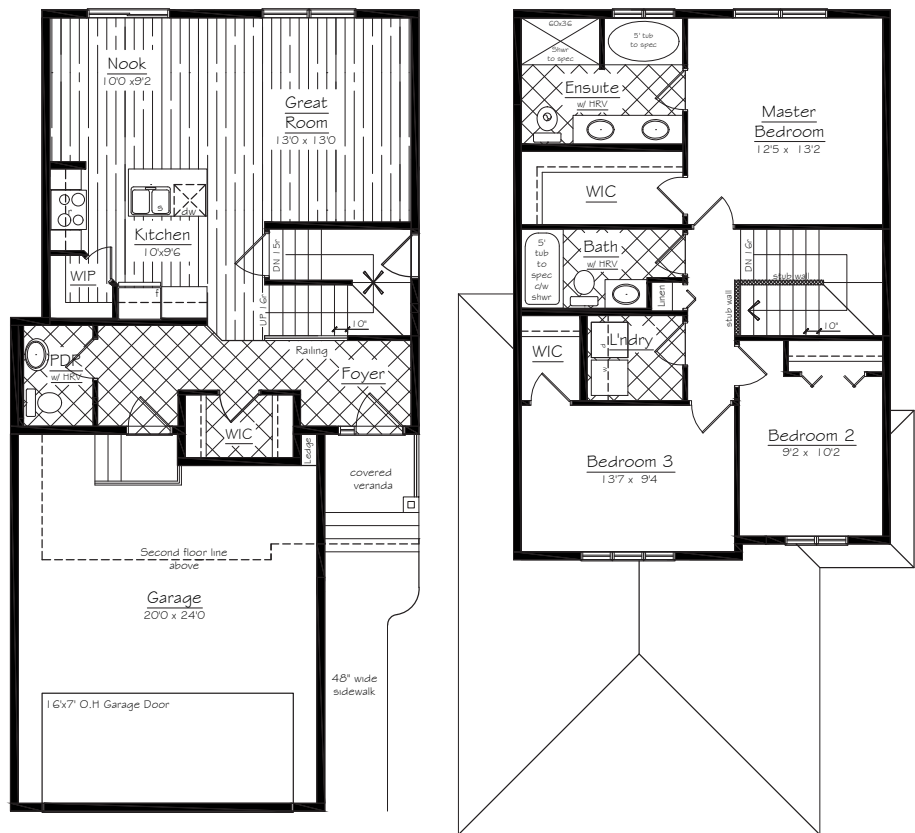 Nook
10'0 x9'2
Great
Room
13'0 x 13'0
s
dw
r
Kitchen
10'x9'6
WIP
f
DN 15r
UP 16r
10"
Railing
PDR
w/ HRV
Foyer
WIC
Ledge
covered
veranda
Second floor line
above
Garage
20'0 x 24'0
48" wide
sidewalk
16'x7' O.H Garage Door
60x36
Shwr
to spec
5' tub
to spec
Ensuite
w/ HRV
Master
Bedroom
12'5 x 13'2
WIC
5'
tub
to
spec
c/w
shwr
Bath
w/ HRV
Linen
DN 16r
stub wall
stub wall
10"
WIC
L'ndry
d
w
Bedroom 3
13'7 x 9'4
Bedroom 2
9'2 x 10'2